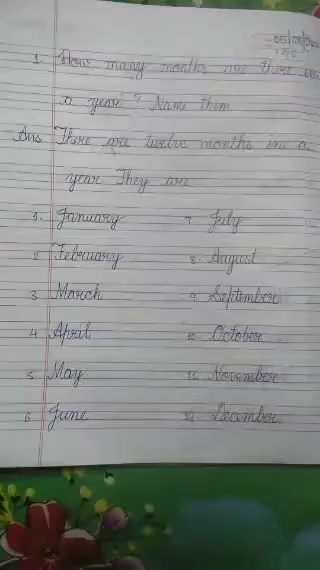 1. How many months are there in
a year? Name them
Ans There are twelve months in a
year They are
1. January 7. July
2 February 8. August
3 March 9. September
4 April 10. October
5 May 11. November
6 June 12. December